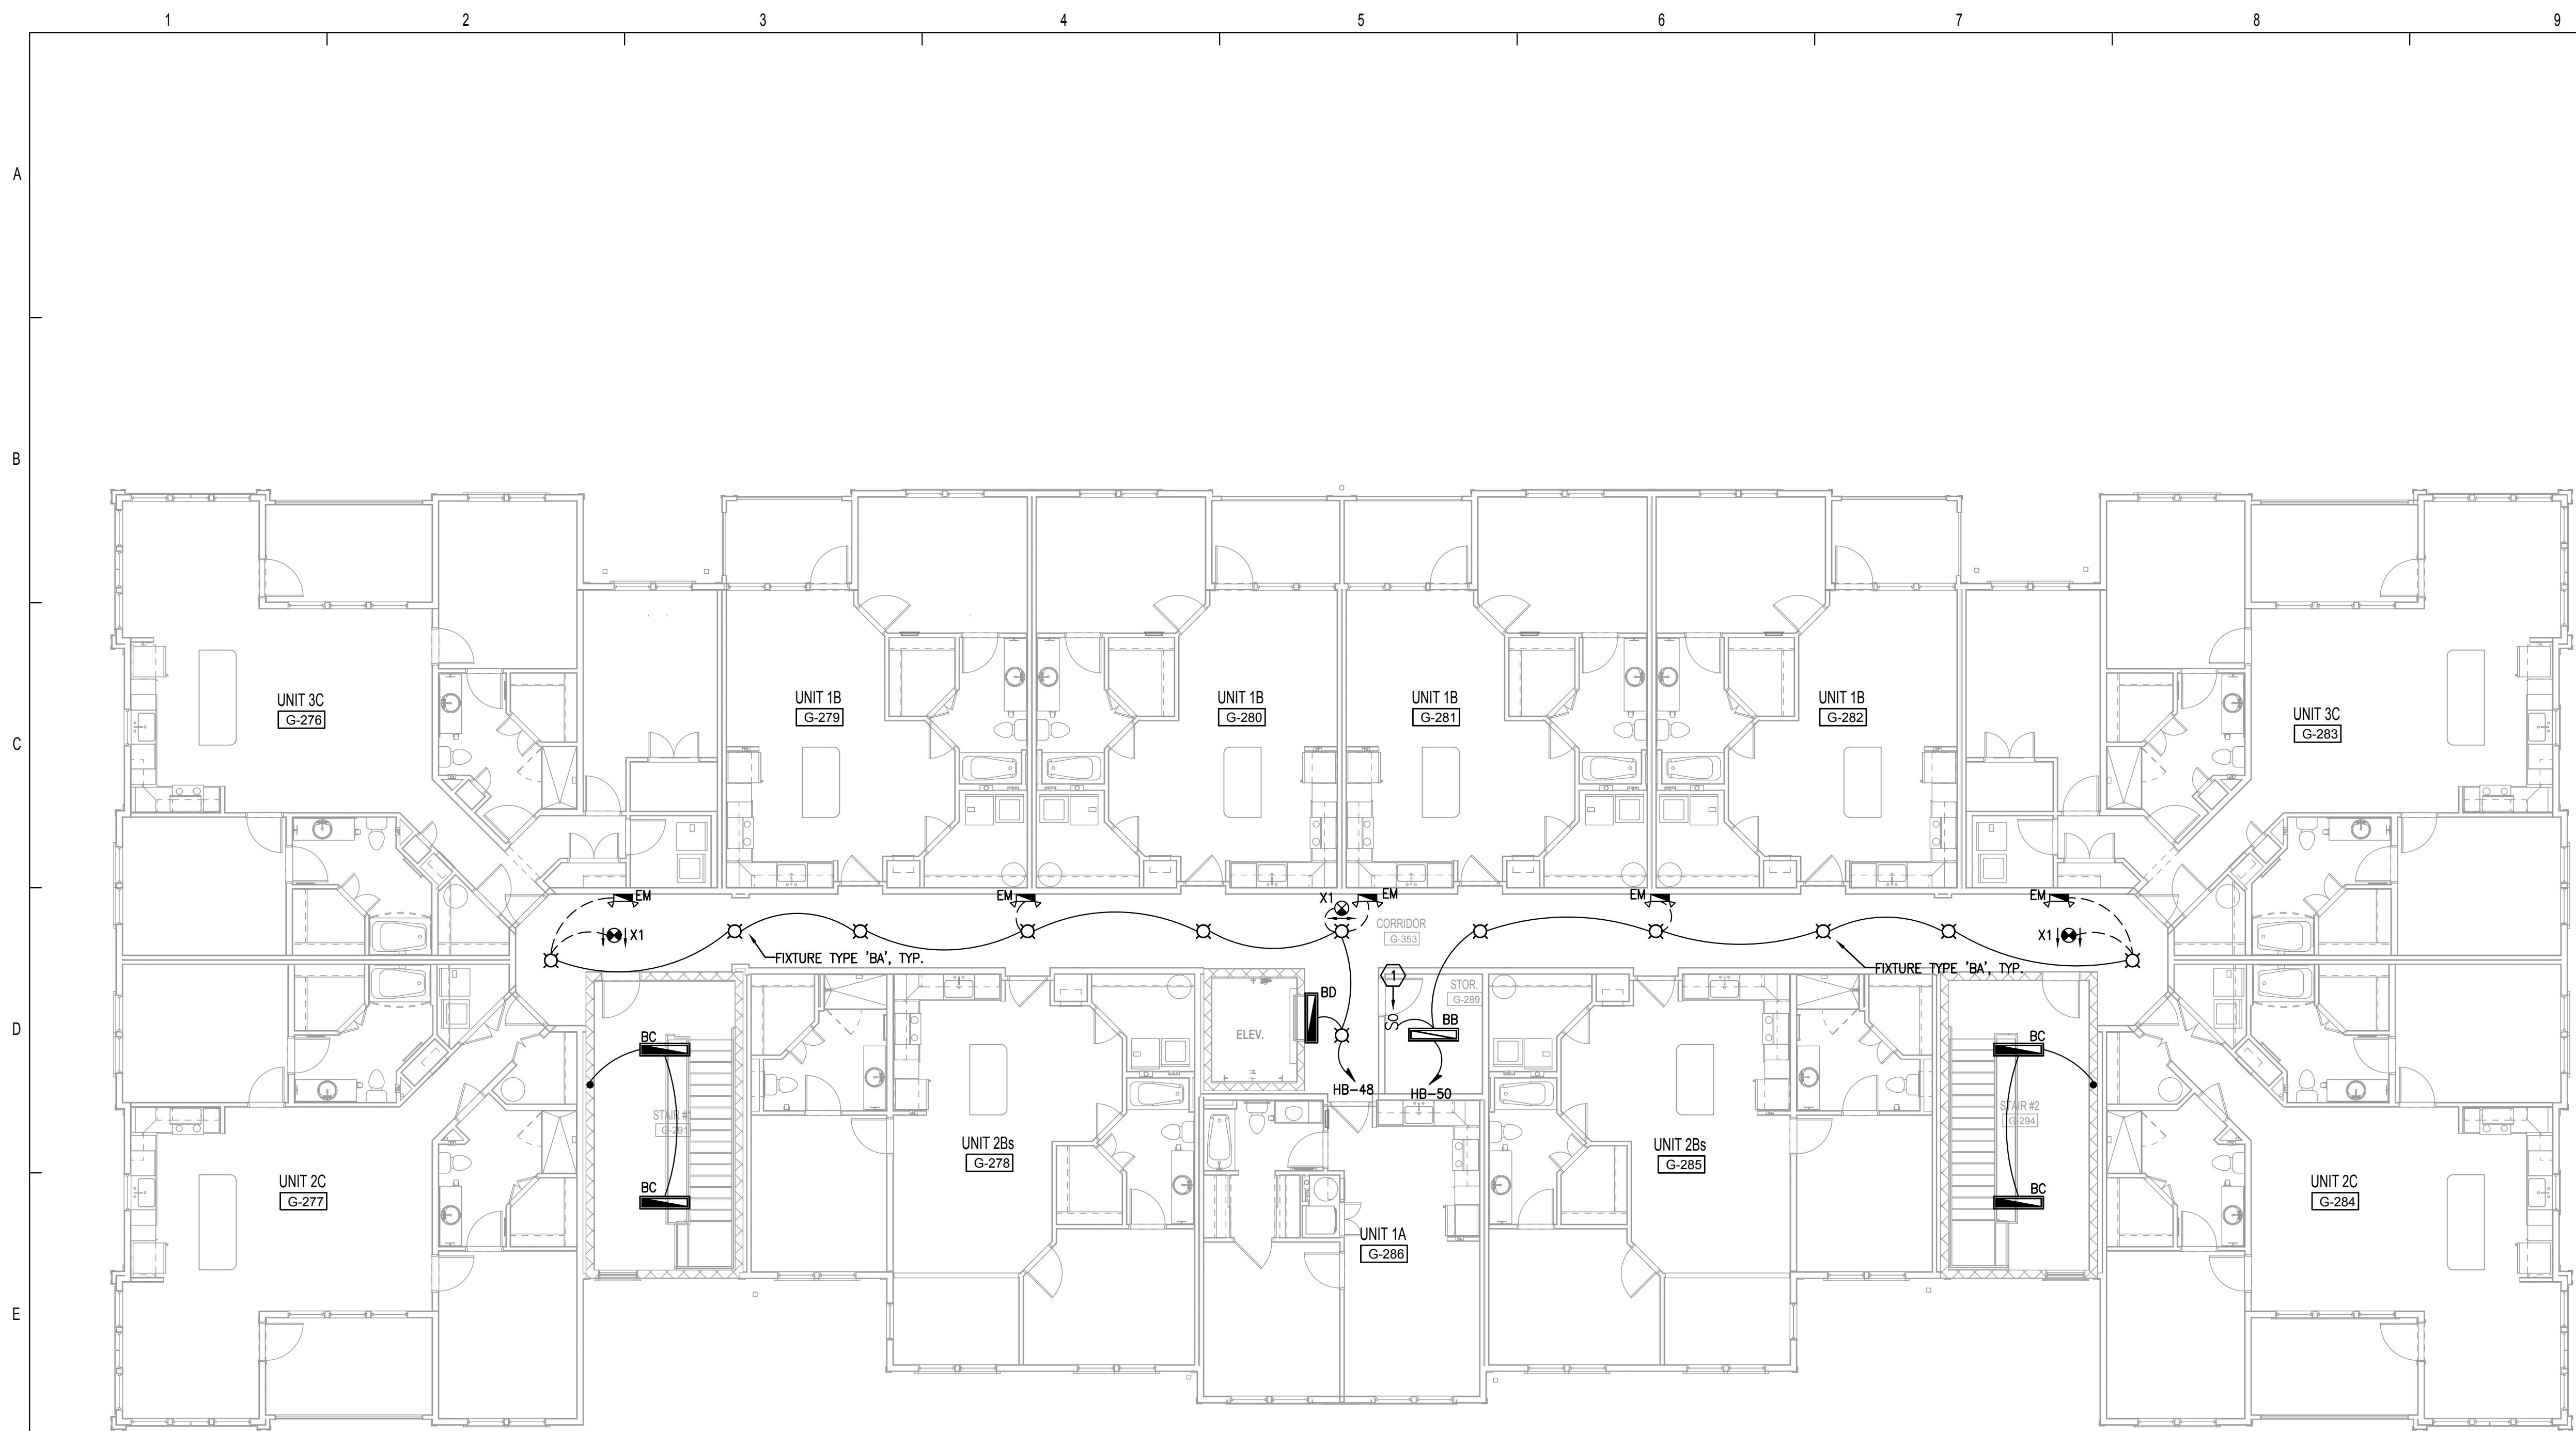 1 2 3 4 5 6 7 8 9
A
B
C
D
E
UNIT 3C
G-276
UNIT 1B
G-279
UNIT 1B
G-280
UNIT 1B
G-281
UNIT 1B
G-282
UNIT 3C
G-283
EM
EM
X1
EM
EM
EM
X1
CORRIDOR
G-353
X1
FIXTURE TYPE 'BA', TYP.
FIXTURE TYPE 'BA', TYP.
1
STOR.
G-289
BD
OS
BB
ELEV.
BC
BC
HB-48
HB-50
STAIR #1
G-291
STAIR #2
G-294
UNIT 2Bs
G-278
UNIT 2Bs
G-285
UNIT 2C
G-277
BC
BC
UNIT 2C
G-284
UNIT 1A
G-286